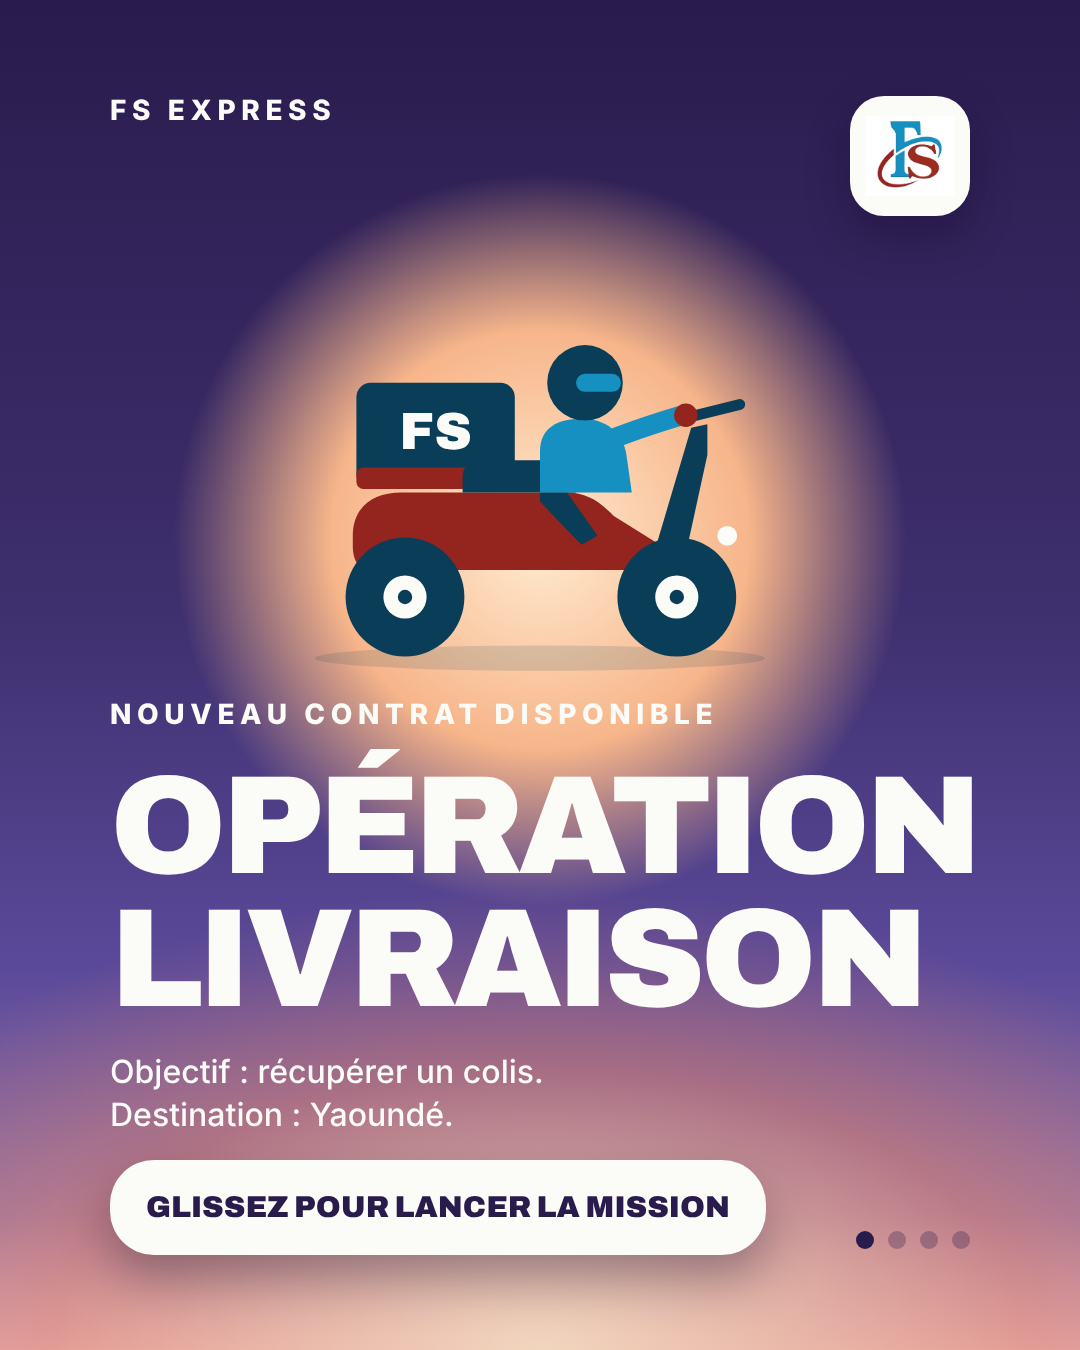 FS EXPRESS
Fs
FS
NOUVEAU CONTRAT DISPONIBLE
OPÉRATION
LIVRAISON
Objectif : récupérer un colis.
Destination : Yaoundé.
GLISSEZ POUR LANCER LA MISSION